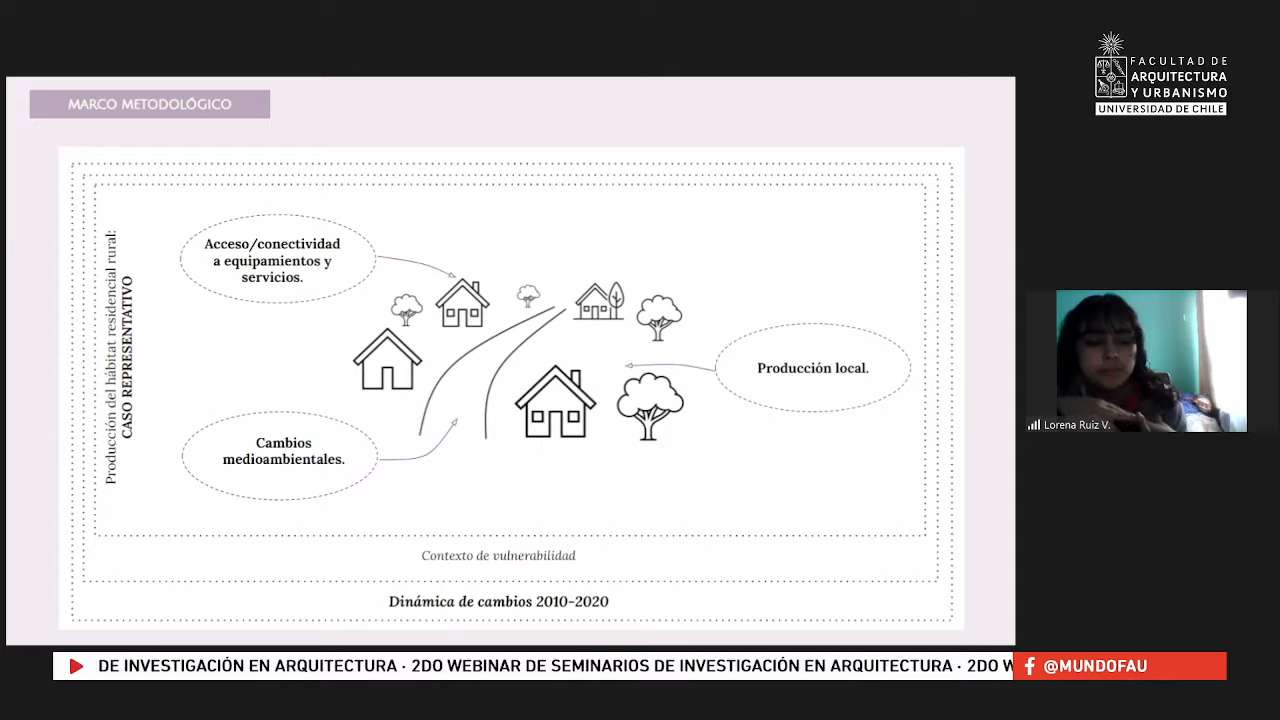 FACULTAD DE
ARQUITECTURA
Y URBANISMO
UNIVERSIDAD DE CHILE
MARCO METODOLÓGICO
Producción del hábitat residencial rural:
CASO REPRESENTATIVO
Acceso/conectividad
a equipamientos y
servicios.
Producción local.
Cambios
medioambientales.
Contexto de vulnerabilidad
Dinámica de cambios 2010-2020
Lorena Ruiz V.
DE INVESTIGACIÓN EN ARQUITECTURA · 2DO WEBINAR DE SEMINARIOS DE INVESTIGACIÓN EN ARQUITECTURA · 2DO W
@MUNDOFAU